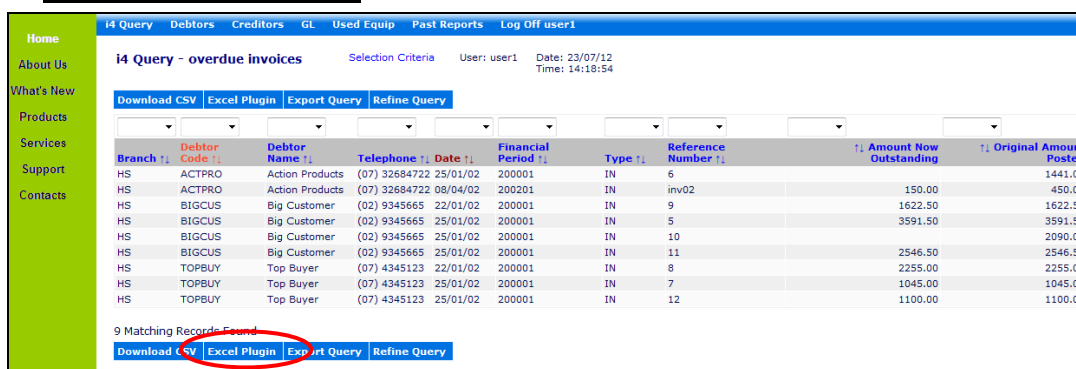 i4 Query Debtors Creditors GL Used Equip Past Reports Log Off user1
Home
About Us
What's New
Products
Services
Support
Contacts
i4 Query - overdue invoices Selection Criteria User: user1 Date: 23/07/12
Time: 14:18:54
Download CSV Excel Plugin Export Query Refine Query
Branch ↑↓ Debtor Code ↑↓ Debtor Name ↑↓ Telephone ↑↓ Date ↑↓ Financial Period ↑↓ Type ↑↓ Reference Number ↑↓ ↑↓ Amount Now Outstanding ↑↓ Original Amoun Poste
HS ACTPRO Action Products (07) 32684722 25/01/02 200001 IN 6 1441.0
HS ACTPRO Action Products (07) 32684722 08/04/02 200201 IN inv02 150.00 450.0
HS BIGCUS Big Customer (02) 9345665 22/01/02 200001 IN 9 1622.50 1622.5
HS BIGCUS Big Customer (02) 9345665 25/01/02 200001 IN 5 3591.50 3591.5
HS BIGCUS Big Customer (02) 9345665 25/01/02 200001 IN 10 2090.0
HS BIGCUS Big Customer (02) 9345665 25/01/02 200001 IN 11 2546.50 2546.5
HS TOPBUY Top Buyer (07) 4345123 22/01/02 200001 IN 8 2255.00 2255.0
HS TOPBUY Top Buyer (07) 4345123 25/01/02 200001 IN 7 1045.00 1045.0
HS TOPBUY Top Buyer (07) 4345123 25/01/02 200001 IN 12 1100.00 1100.0
9 Matching Records Found
Download CSV Excel Plugin Export Query Refine Query